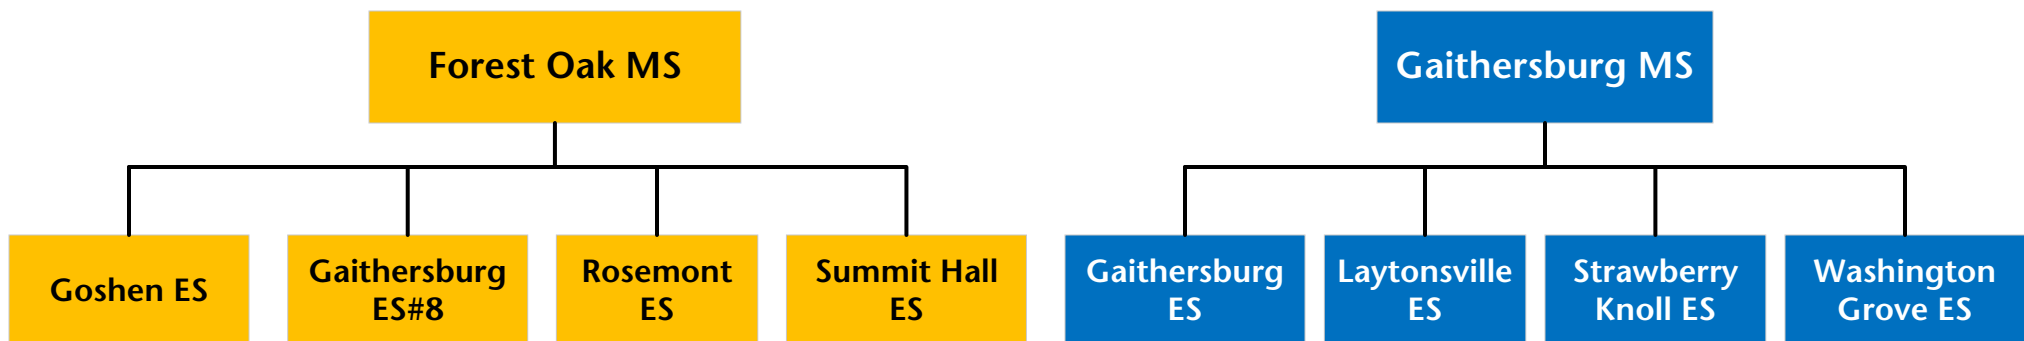 Forest Oak MS
Gaithersburg MS
Goshen ES
Gaithersburg
ES#8
Rosemont
ES
Summit Hall
ES
Gaithersburg
ES
Laytonsville
ES
Strawberry
Knoll ES
Washington
Grove ES